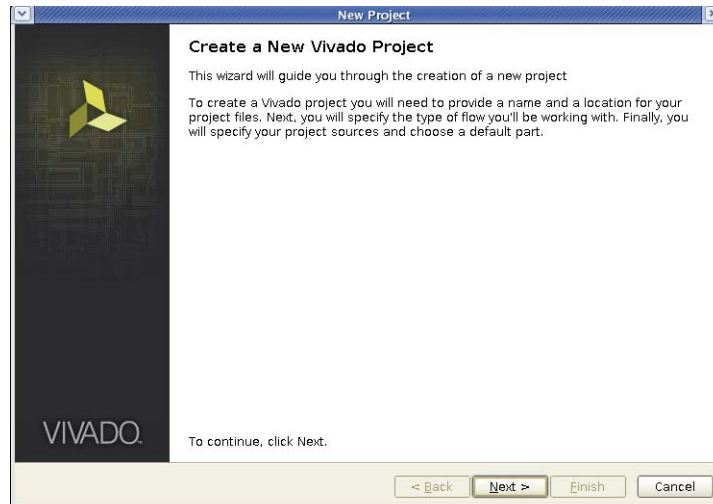 New Project
Create a New Vivado Project
This wizard will guide you through the creation of a new project
To create a Vivado project you will need to provide a name and a location for your
project files. Next, you will specify the type of flow you'll be working with. Finally, you
will specify your project sources and choose a default part.
VIVADO.
To continue, click Next.
< Back Next > Finish Cancel